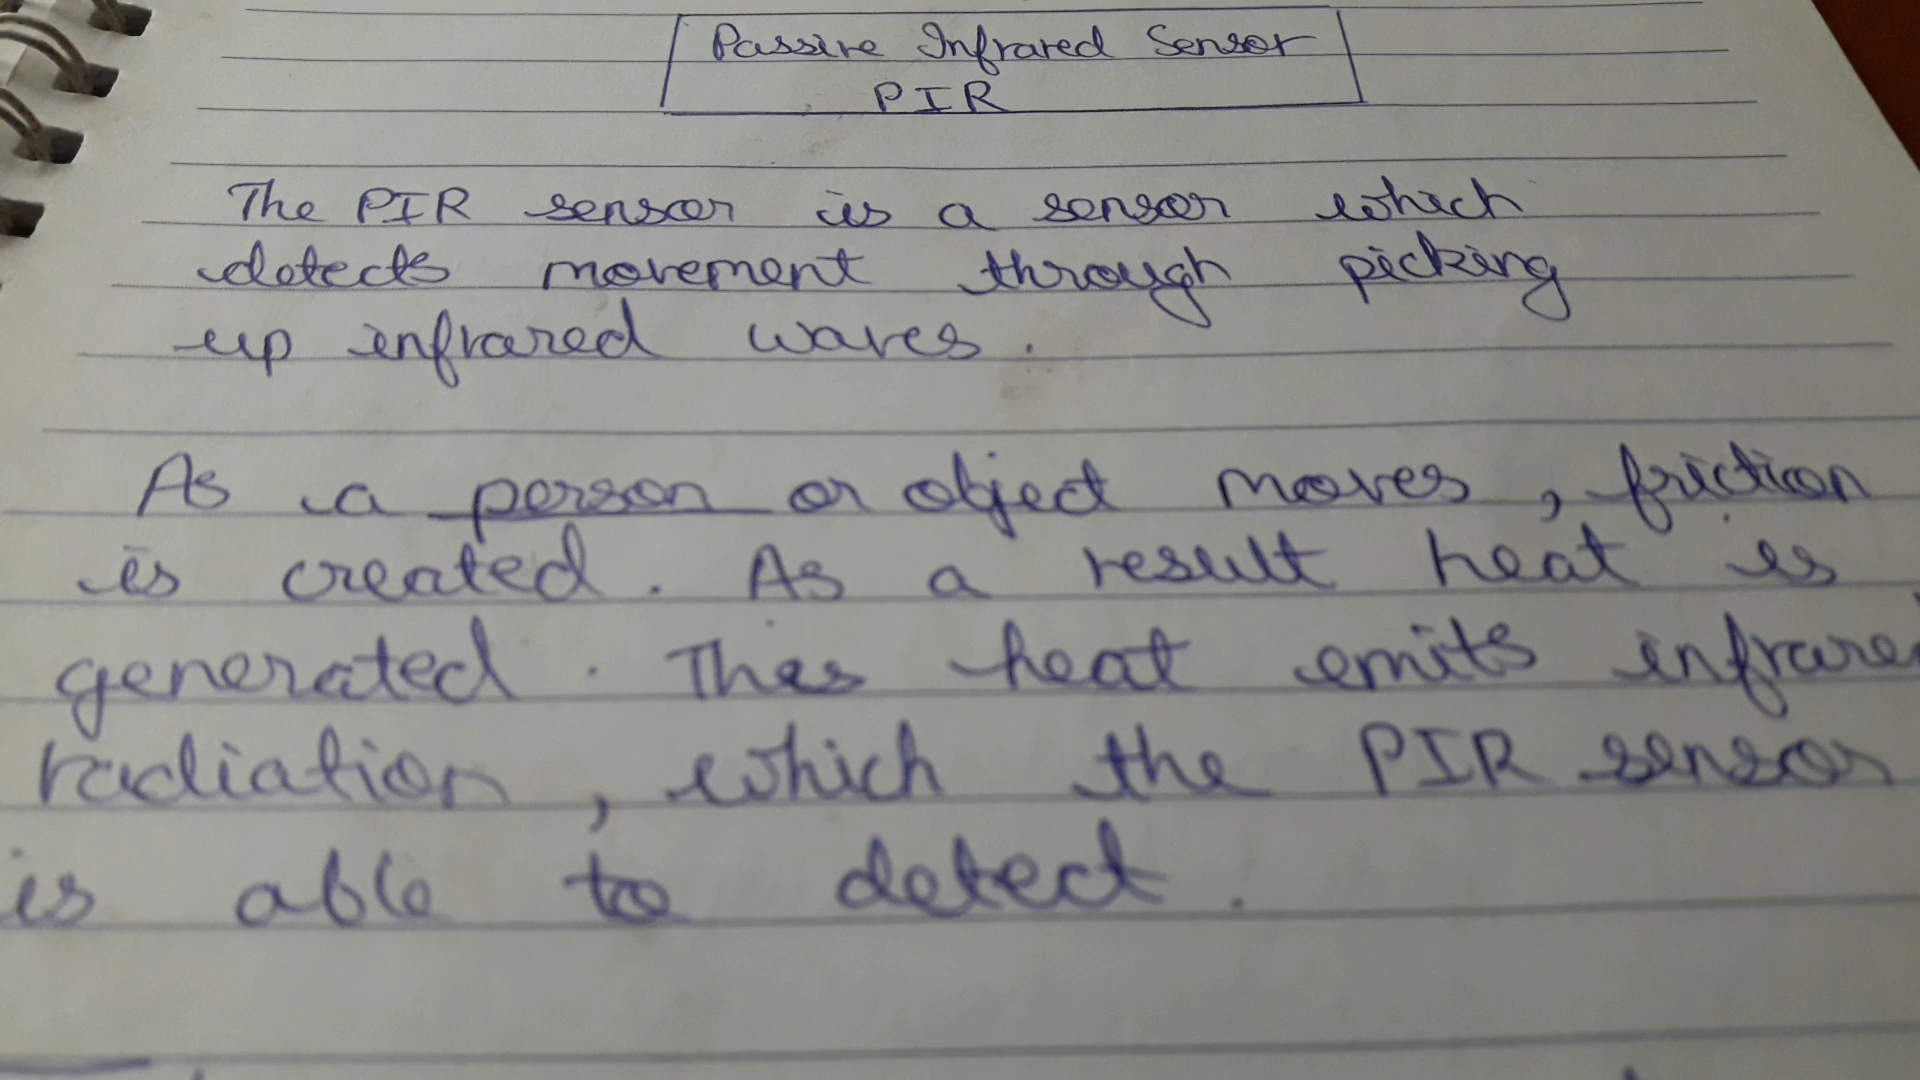 Passive Infrared Sensor
PIR
The PIR sensor is a sensor which
detects movement through picking
up infrared waves.
As a person or object moves, friction
is created. As a result heat is
generated. This heat emits infrared
radiation, which the PIR sensor
is able to detect.